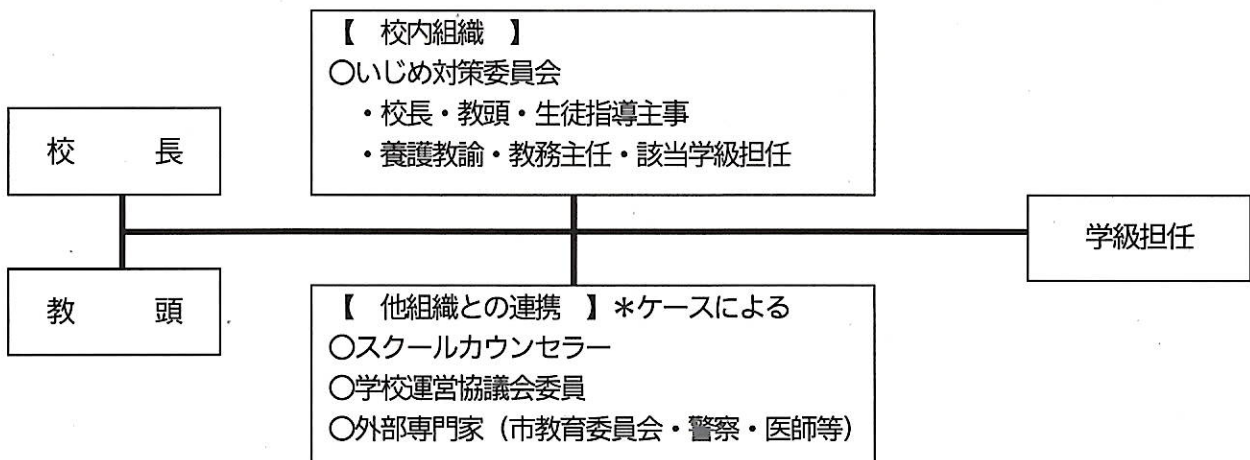 校　　長
教　　頭
【　校内組織　】
〇いじめ対策委員会
・校長・教頭・生徒指導主事
・養護教諭・教務主任・該当学級担任
【　他組織との連携　】＊ケースによる
〇スクールカウンセラー
〇学校運営協議会委員
〇外部専門家（市教育委員会・警察・医師等）
学級担任